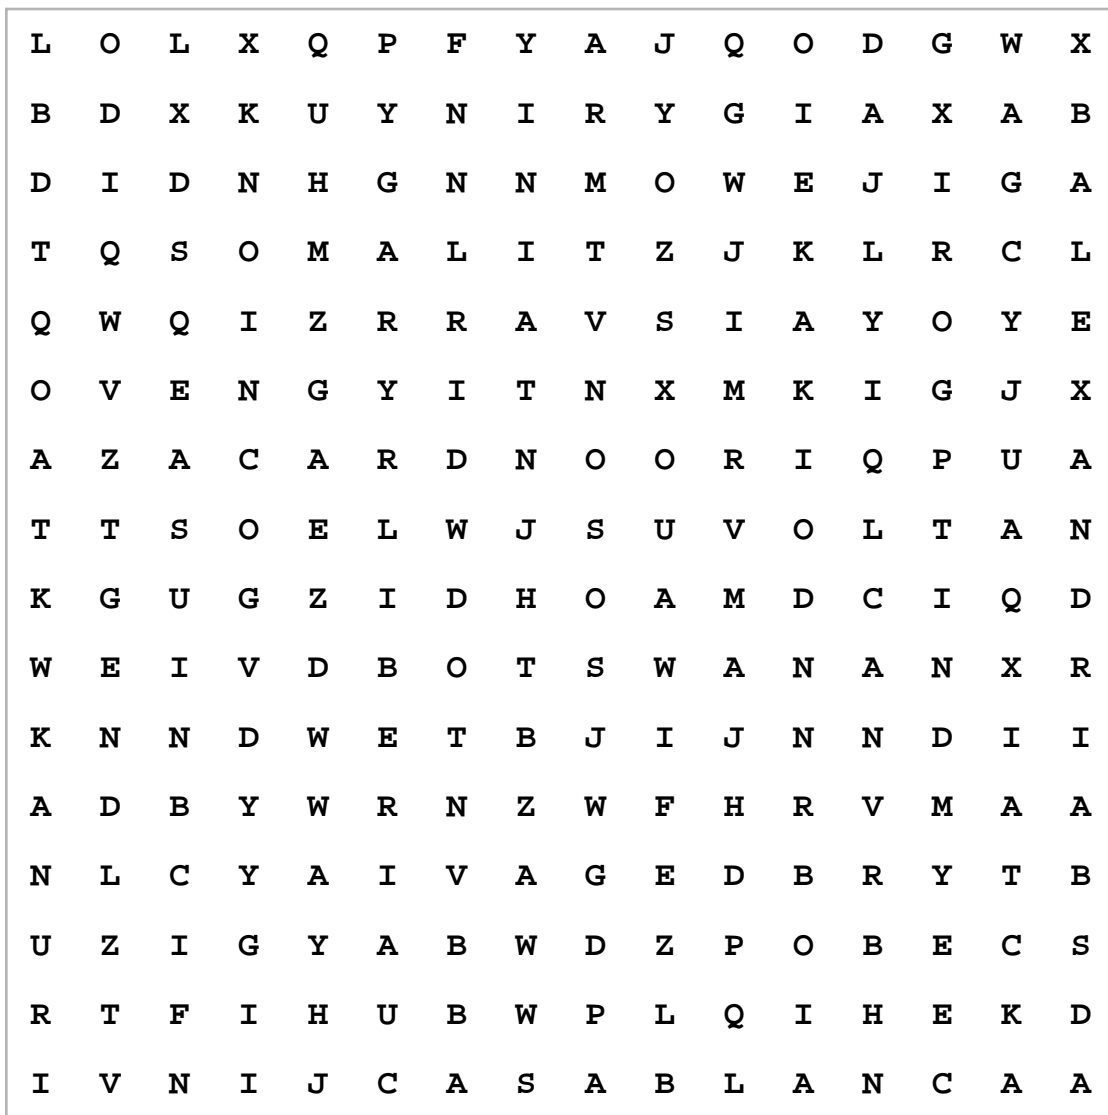 L O L X Q P F Y A J Q O D G W X
B D X K U Y N I R Y G I A X A B
D I D N H G N N M O W E J I G A
T Q S O M A L I T Z J K L R C L
Q W Q I Z R R A V S I A Y O Y E
O V E N G Y I T N X M K I G J X
A Z A C A R D N O O R I Q P U A
T T S O E L W J S U V O L T A N
K G U G Z I D H O A M D C I Q D
W E I V D B O T S W A N A N X R
K N N D W E T B J I J N N D I I
A D B Y W R N Z W F H R V M A A
N L C Y A I V A G E D B R Y T B
U Z I G Y A B W D Z P O B E C S
R T F I H U B W P L Q I H E K D
I V N I J C A S A B L A N C A A